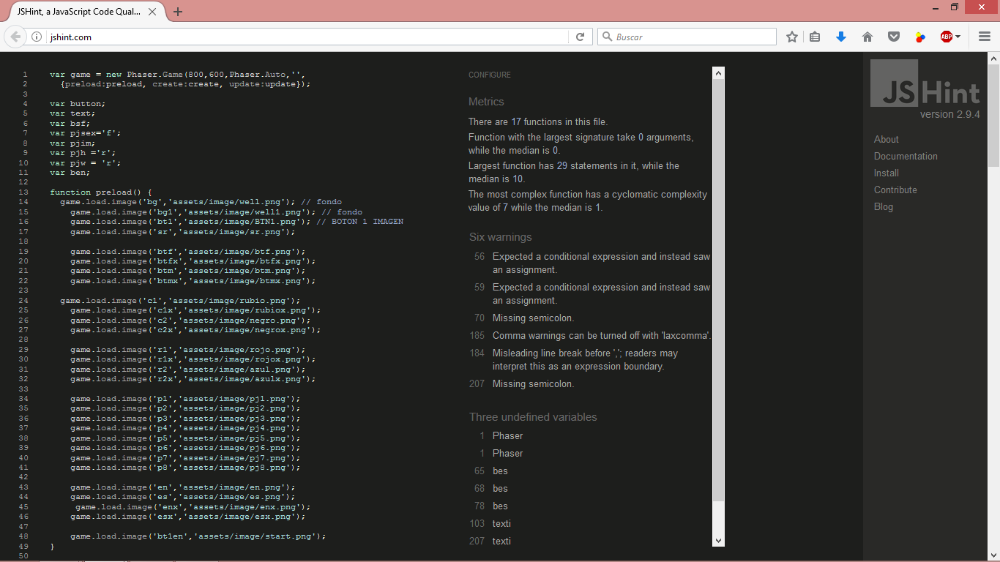 JSHint, a JavaScript Code Qual...
jshint.com
Buscar
ABP
1 var game = new Phaser.Game(800,600,Phaser.Auto,'',
2 {preload:preload, create:create, update:update});
3
4 var button;
5 var text;
6 var bsf;
7 var pjsex='f';
8 var pjim;
9 var pjh ='r';
10 var pjw = 'r';
11 var ben;
12
13 function preload() {
14 game.load.image('bg','assets/image/well.png'); // fondo
15 game.load.image('bg1','assets/image/well1.png'); // fondo
16 game.load.image('bt1','assets/image/BTN1.png'); // BOTON 1 IMAGEN
17 game.load.image('sr','assets/image/sr.png');
18
19 game.load.image('btf','assets/image/btf.png');
20 game.load.image('btfx','assets/image/btfx.png');
21 game.load.image('btm','assets/image/btm.png');
22 game.load.image('btmx','assets/image/btmx.png');
23
24 game.load.image('c1','assets/image/rubio.png');
25 game.load.image('c1x','assets/image/rubiox.png');
26 game.load.image('c2','assets/image/negro.png');
27 game.load.image('c2x','assets/image/negrox.png');
28
29 game.load.image('r1','assets/image/rojo.png');
30 game.load.image('r1x','assets/image/rojox.png');
31 game.load.image('r2','assets/image/azul.png');
32 game.load.image('r2x','assets/image/azulx.png');
33
34 game.load.image('p1','assets/image/pj1.png');
35 game.load.image('p2','assets/image/pj2.png');
36 game.load.image('p3','assets/image/pj3.png');
37 game.load.image('p4','assets/image/pj4.png');
38 game.load.image('p5','assets/image/pj5.png');
39 game.load.image('p6','assets/image/pj6.png');
40 game.load.image('p7','assets/image/pj7.png');
41 game.load.image('p8','assets/image/pj8.png');
42
43 game.load.image('en','assets/image/en.png');
44 game.load.image('es','assets/image/es.png');
45 game.load.image('enx','assets/image/enx.png');
46 game.load.image('esx','assets/image/esx.png');
47
48 game.load.image('bt1en','assets/image/start.png');
49 }
50
CONFIGURE
Metrics
There are 17 functions in this file.
Function with the largest signature take 0 arguments,
while the median is 0.
Largest function has 29 statements in it, while the
median is 10.
The most complex function has a cyclomatic complexity
value of 7 while the median is 1.
Six warnings
56 Expected a conditional expression and instead saw
an assignment.
59 Expected a conditional expression and instead saw
an assignment.
70 Missing semicolon.
185 Comma warnings can be turned off with 'laxcomma'.
184 Misleading line break before ','; readers may
interpret this as an expression boundary.
207 Missing semicolon.
Three undefined variables
1 Phaser
1 Phaser
65 bes
68 bes
78 bes
103 texti
207 texti
JS Hint
version 2.9.4
About
Documentation
Install
Contribute
Blog